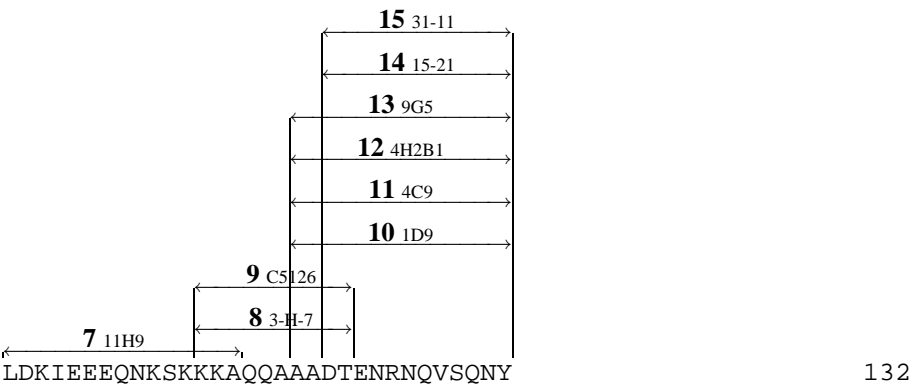 15 31-11
14 15-21
13 9G5
12 4H2B1
11 4C9
10 1D9
9 C5126
8 3-H-7
7 11H9
LDKIEEEQNKSKKKAQQAAADTENRNQVSQNY 132